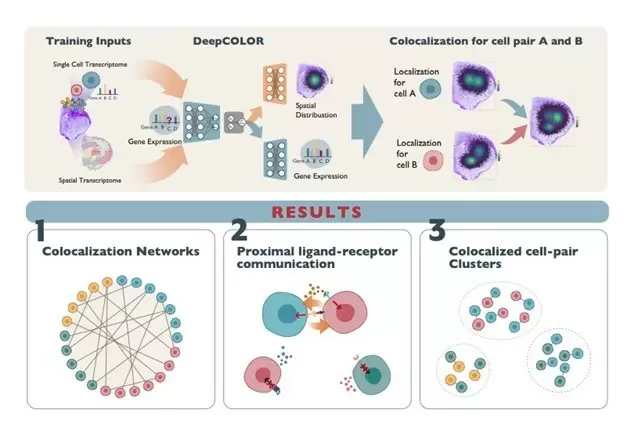 Training Inputs
DeepCOLOR
Colocalization for cell pair A and B
Single Cell Transcriptome
Gene A B C D
Spatial Transcriptome
Gene A B ? C D
Gene Expression
Spatial
Distribustion
Gene A B C D
Gene Expression
Localization
for
cell A
Localization
for
cell B
RESULTS
1
Colocalization Networks
2
Proximal ligand-receptor
communication
3
Colocalized cell-pair
Clusters